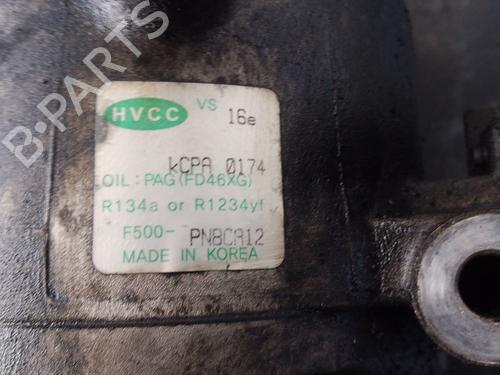 HVCC VS 16e
kCPA 0174
OIL : PAG (FD46XG)
R134a or R1234yf
F500- PN8CA12
MADE IN KOREA
B-PARTS